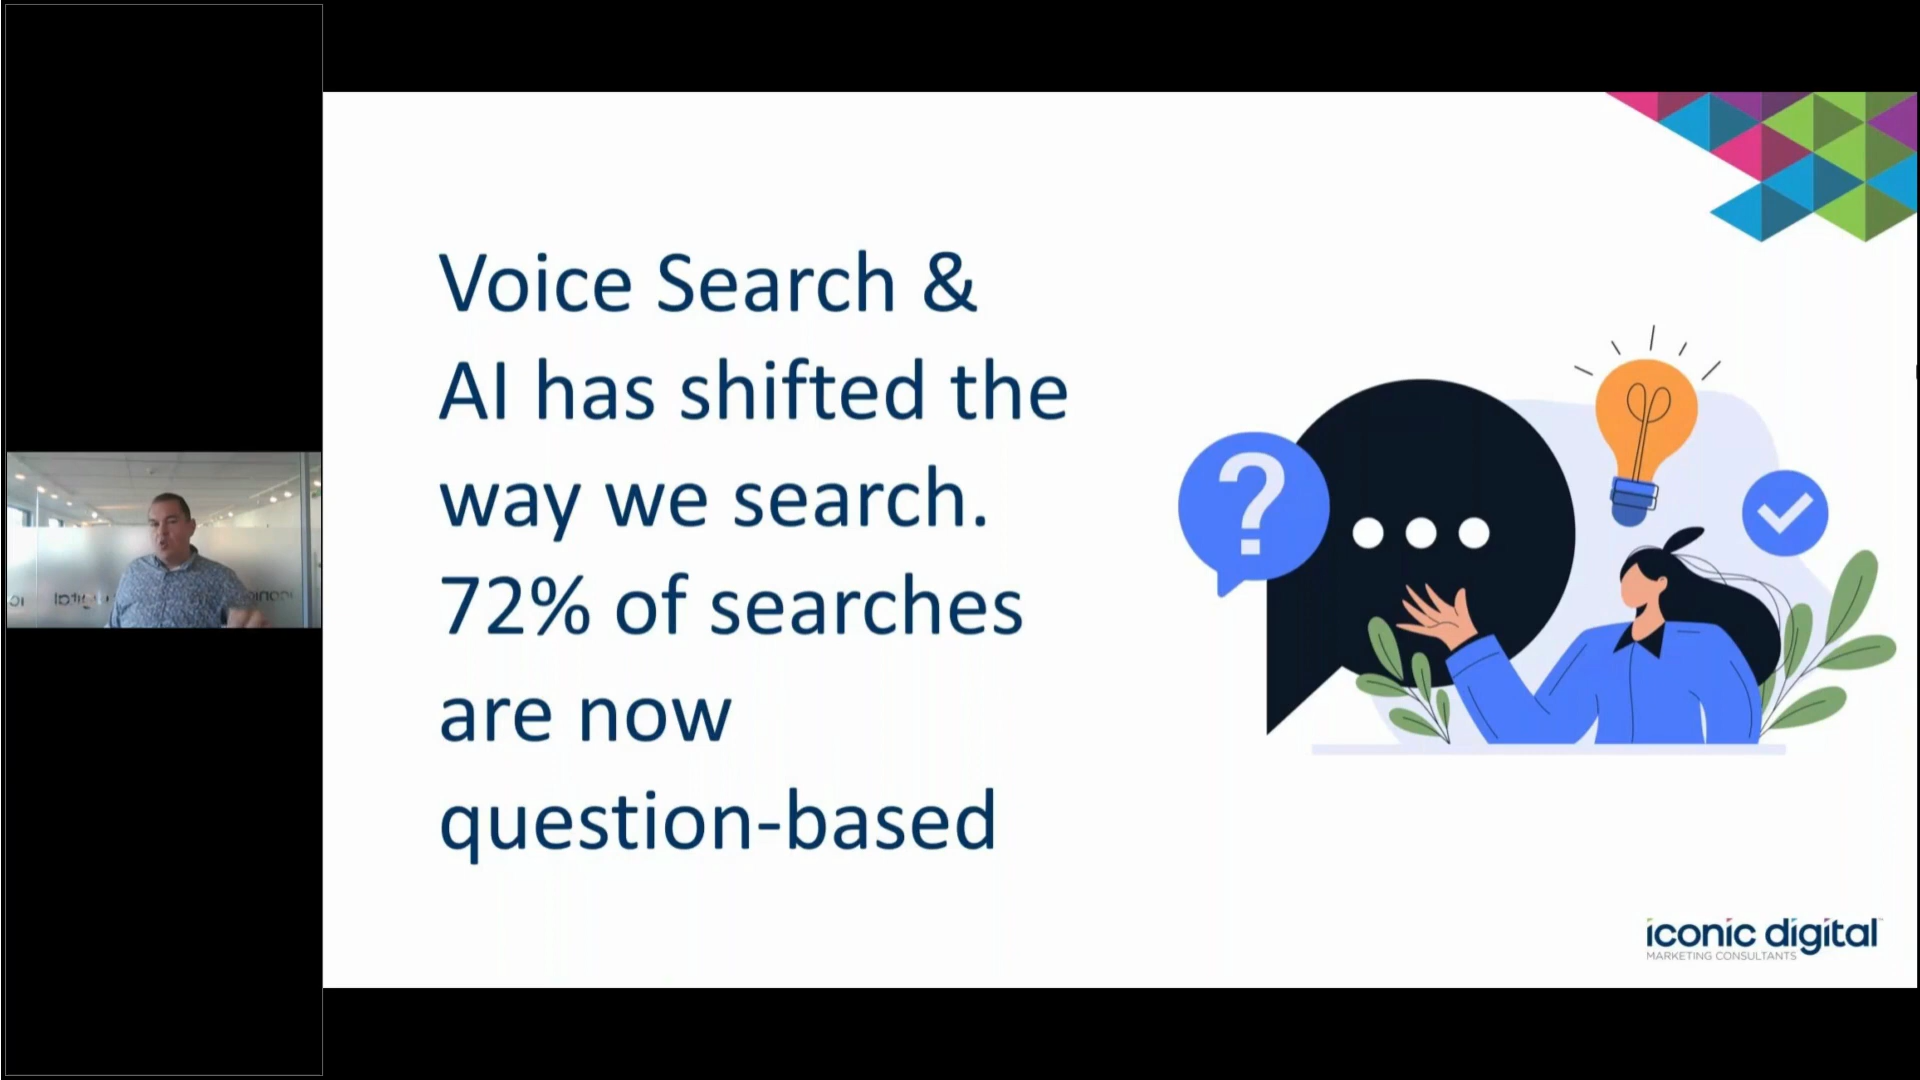 Voice Search &
AI has shifted the
way we search.
72% of searches
are now
question-based
?
iconic digital
MARKETING CONSULTANTS